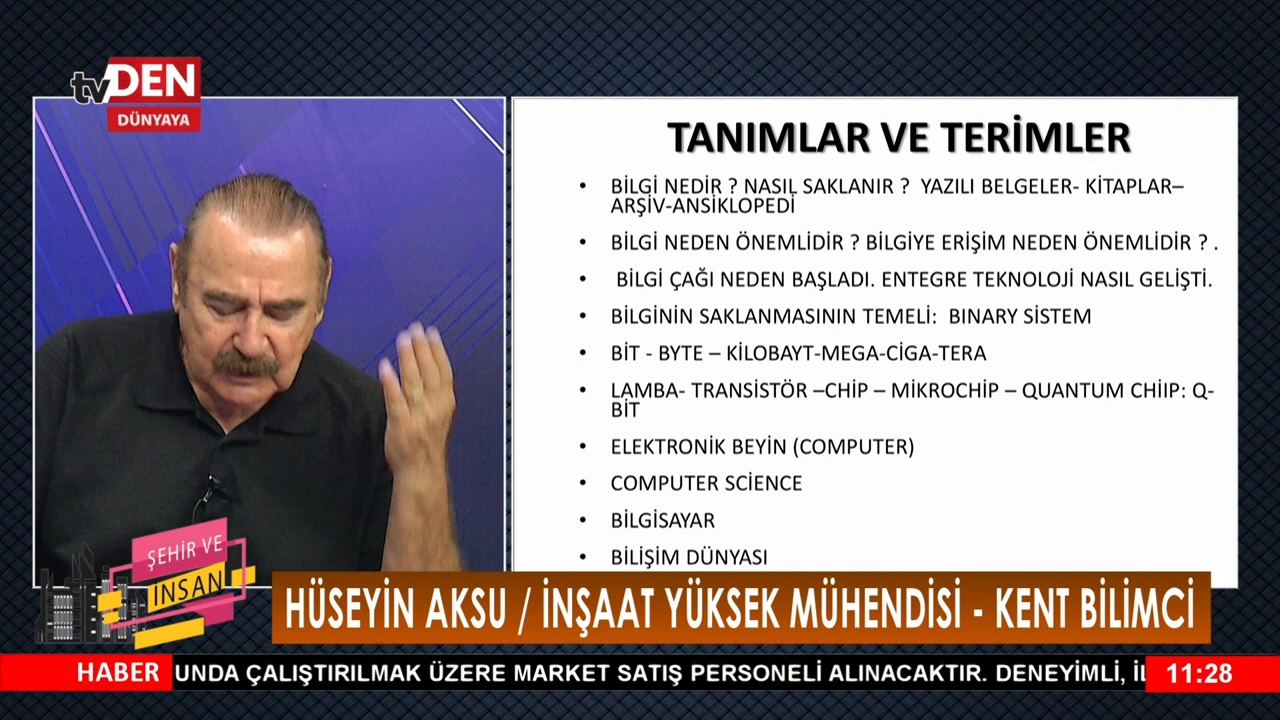 tvDEN
DÜNYAYA
TANIMLAR VE TERİMLER
• BİLGİ NEDİR ? NASIL SAKLANIR ?  YAZILI BELGELER- KİTAPLAR–
ARŞİV-ANSİKLOPEDİ
• BİLGİ NEDEN ÖNEMLİDİR ? BİLGİYE ERİŞİM NEDEN ÖNEMLİDİR ? .
• BİLGİ ÇAĞI NEDEN BAŞLADI. ENTEGRE TEKNOLOJİ NASIL GELİŞTİ.
• BİLGİNİN SAKLANMASININ TEMELİ:  BINARY SİSTEM
• BİT - BYTE – KİLOBAYT-MEGA-CİGA-TERA
• LAMBA- TRANSİSTÖR –CHİP – MİKROCHİP – QUANTUM CHİIP: Q-
BİT
• ELEKTRONİK BEYİN (COMPUTER)
• COMPUTER SCİENCE
• BİLGİSAYAR
• BİLİŞİM DÜNYASI
ŞEHİR VE
INSAN
HÜSEYİN AKSU / İNŞAAT YÜKSEK MÜHENDİSİ - KENT BİLİMCİ
HABER UNDA ÇALIŞTIRILMAK ÜZERE MARKET SATIŞ PERSONELİ ALINACAKTIR. DENEYİMLİ, İL 11:28